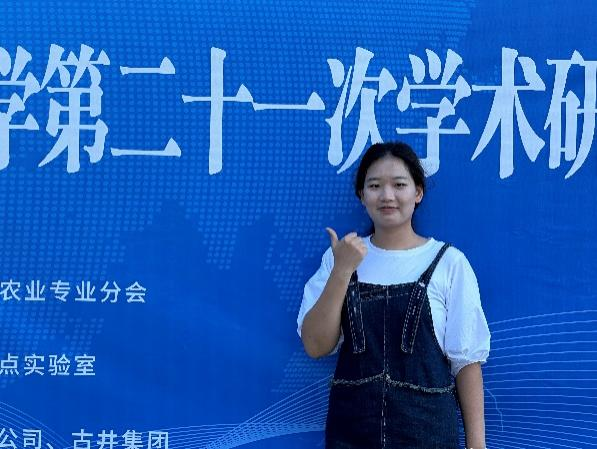 学第二十一次学术研
农业专业分会
点实验室
公司、古井集团